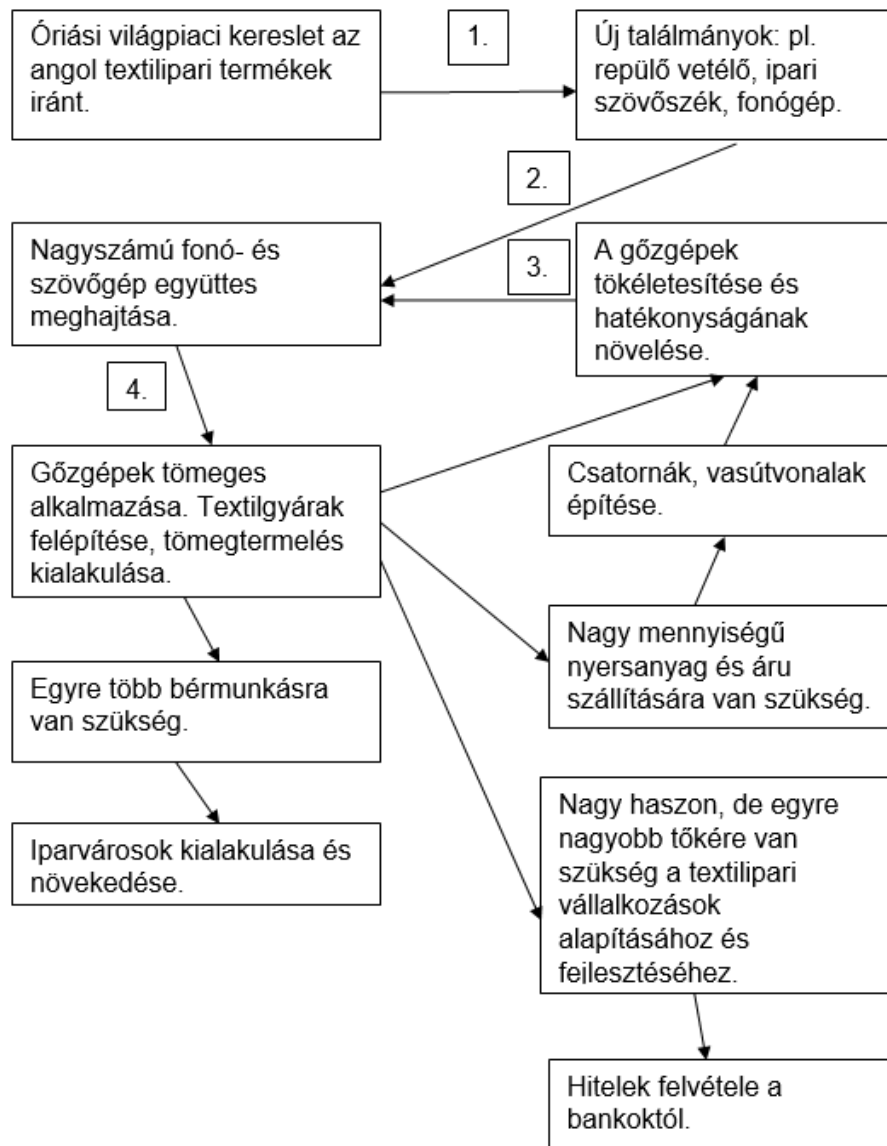 Óriási világpiaci kereslet az
angol textilipari termékek
iránt.
1.
Új találmányok: pl.
repülő vetélő, ipari
szövőszék, fonógép.
2.
Nagyszámú fonó- és
szövőgép együttes
meghajtása.
3.
A gőzgépek
tökéletesítése és
hatékonyságának
növelése.
4.
Gőzgépek tömeges
alkalmazása. Textilgyárak
felépítése, tömegtermelés
kialakulása.
Csatornák, vasútvonalak
építése.
Nagy mennyiségű
nyersanyag és áru
szállítására van szükség.
Egyre több bérmunkásra
van szükség.
Iparvárosok kialakulása és
növekedése.
Nagy haszon, de egyre
nagyobb tőkére van
szükség a textilipari
vállalkozások
alapításához és
fejlesztéséhez.
Hitelek felvétele a
bankoktól.